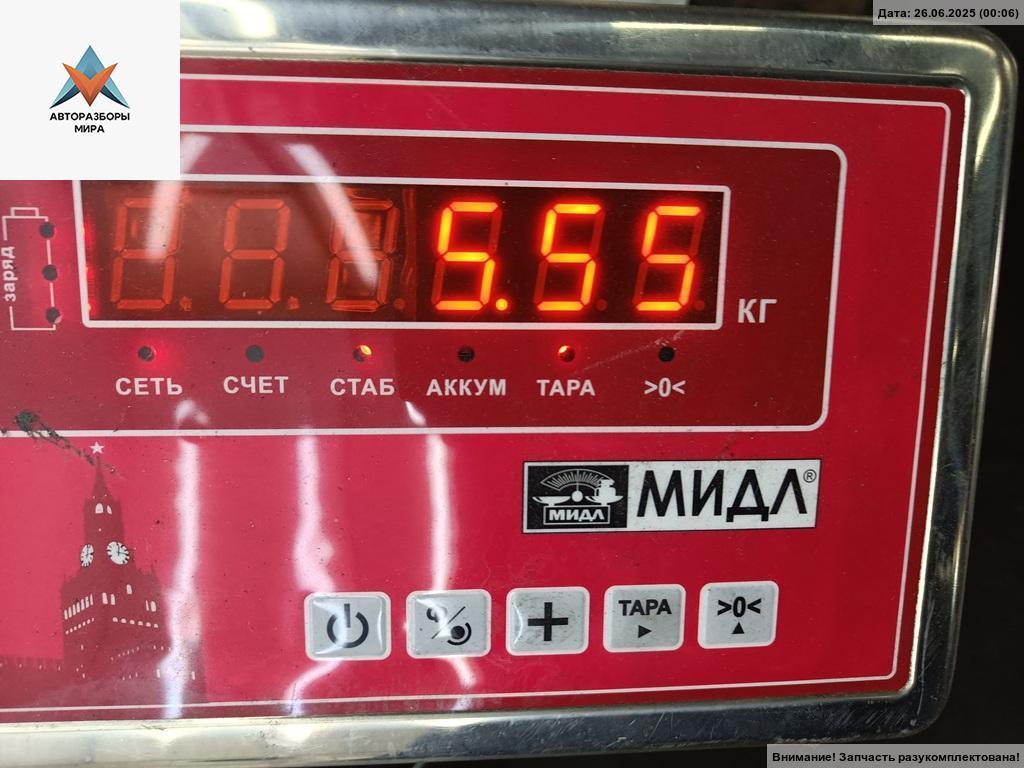 Дата: 26.06.2025 (00:06)
АВТОРАЗБОРЫ
МИРА
заряд
5.55
КГ
СЕТЬ СЧЕТ СТАБ АККУМ ТАРА >0<
МИДЛ МИДЛ®
ТАРА >0<
Внимание! Запчасть разукомплектована!